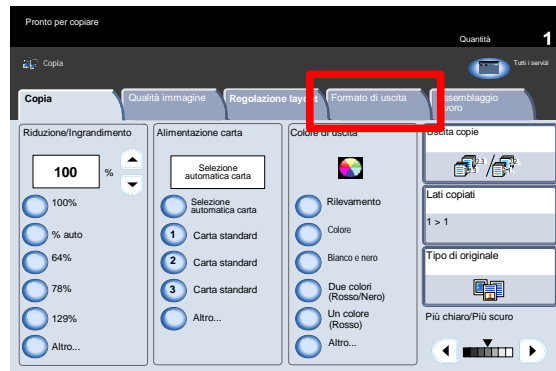 Pronto per copiare
Quantità 1
Copia
Tutti i servizi
Copia
Qualità immagine
Regolazione layout
Formato di uscita
ssemblaggio
voro
Riduzione/Ingrandimento
100 %
100%
% auto
64%
78%
129%
Altro...
Alimentazione carta
Selezione
automatica carta
Selezione
automatica carta
1 Carta standard
2 Carta standard
3 Carta standard
Altro...
Colore di uscita
Rilevamento
Colore
Bianco e nero
Due colori
(Rosso/Nero)
Un colore
(Rosso)
Altro...
Uscita copie
Lati copiati
1 > 1
Tipo di originale
Più chiaro/Più scuro